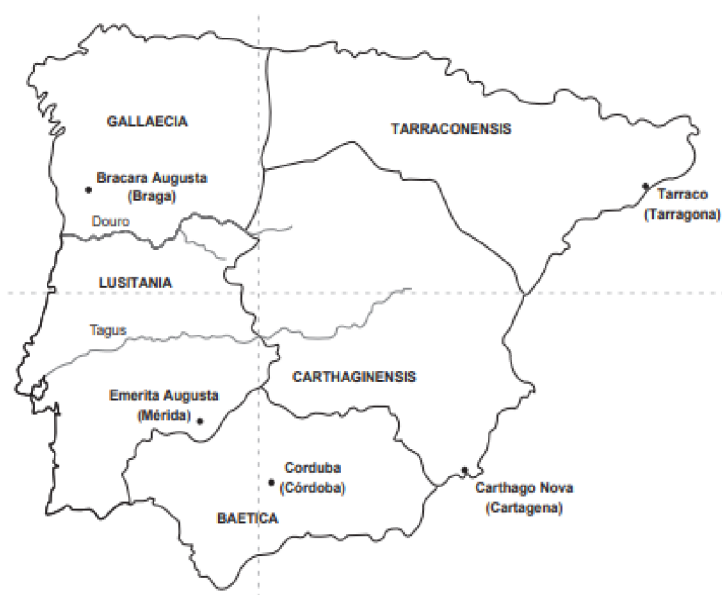 GALLAECIA
TARRACONENSIS
Bracara Augusta
(Braga)
Tarraco
(Tarragona)
Douro
LUSITANIA
Tagus
CARTHAGINENSIS
Emerita Augusta
(Mérida)
Corduba
(Córdoba)
Carthago Nova
(Cartagena)
BAETICA